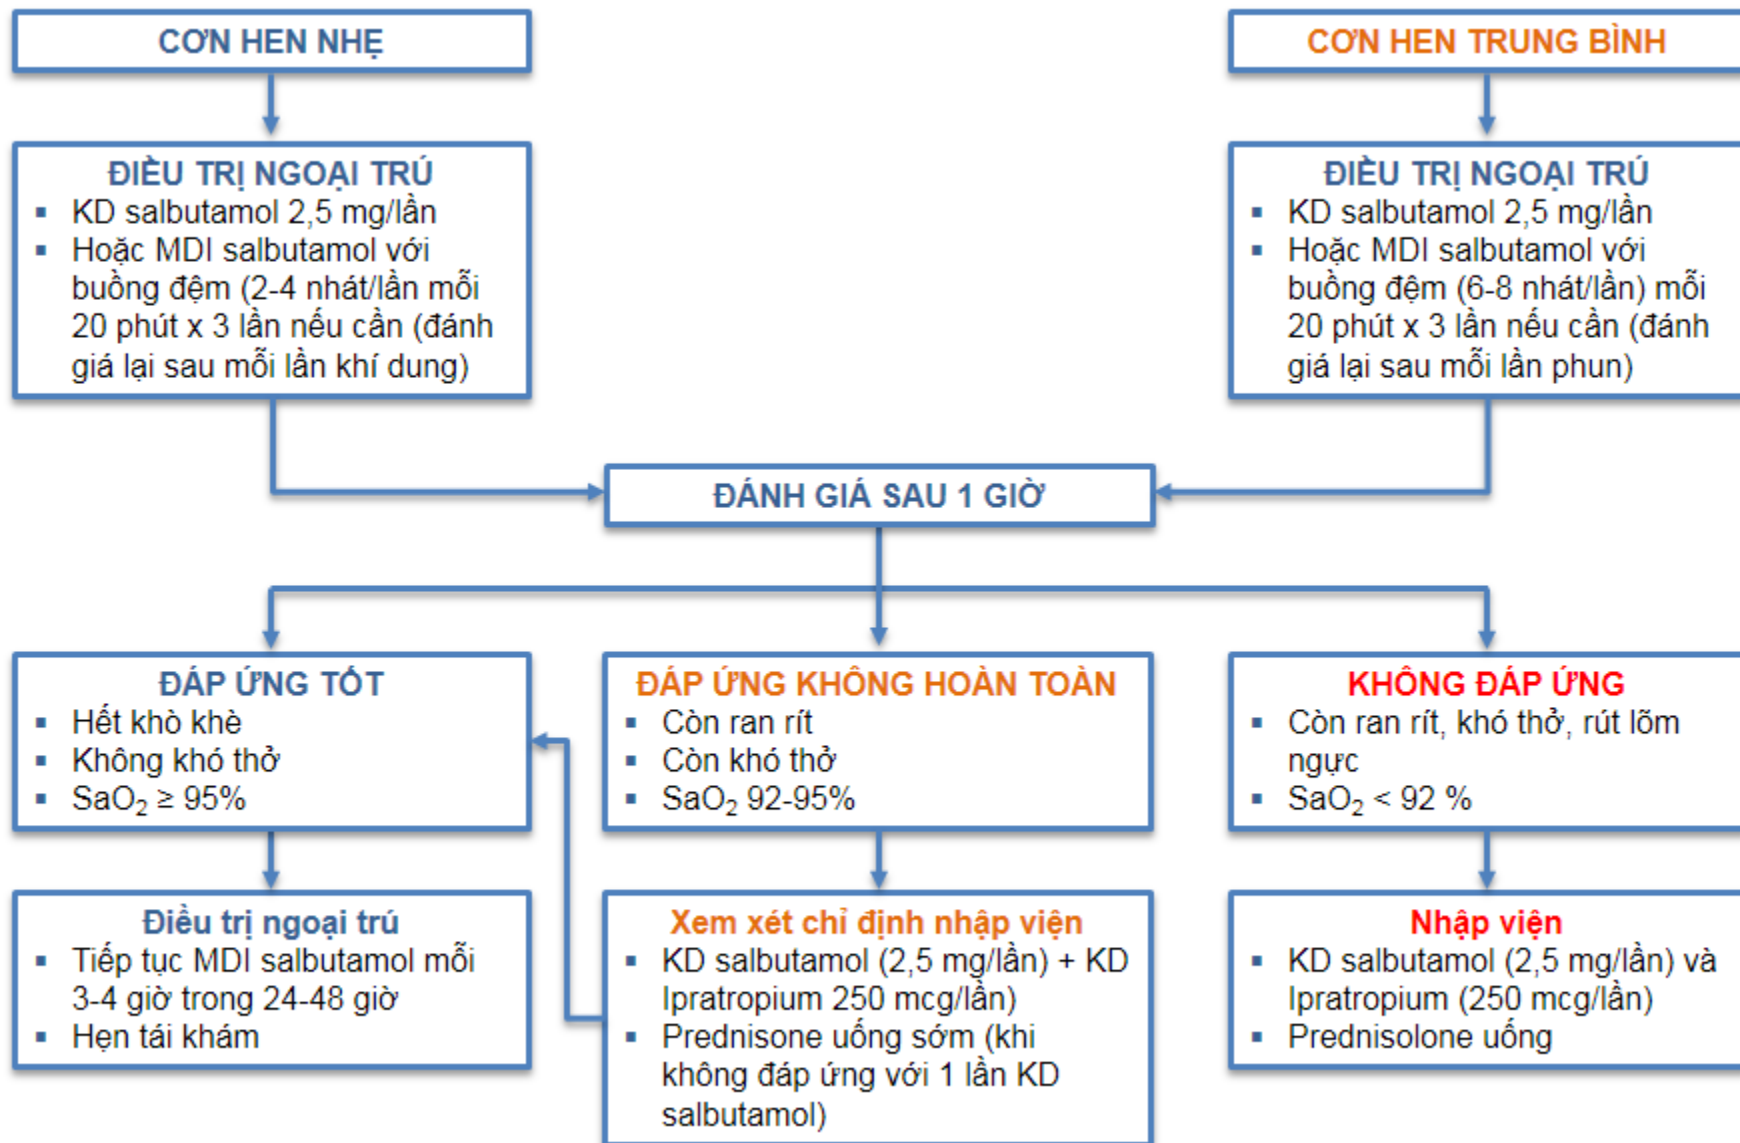 CƠN HEN NHẸ
CƠN HEN TRUNG BÌNH
ĐIỀU TRỊ NGOẠI TRÚ
▪ KD salbutamol 2,5 mg/lần
▪ Hoặc MDI salbutamol với
buồng đệm (2-4 nhát/lần mỗi
20 phút x 3 lần nếu cần (đánh
giá lại sau mỗi lần khí dung)
ĐIỀU TRỊ NGOẠI TRÚ
▪ KD salbutamol 2,5 mg/lần
▪ Hoặc MDI salbutamol với
buồng đệm (6-8 nhát/lần) mỗi
20 phút x 3 lần nếu cần (đánh
giá lại sau mỗi lần phun)
ĐÁNH GIÁ SAU 1 GIỜ
ĐÁP ỨNG TỐT
▪ Hết khò khè
▪ Không khó thở
▪ SaO₂ ≥ 95%
ĐÁP ỨNG KHÔNG HOÀN TOÀN
▪ Còn ran rít
▪ Còn khó thở
▪ SaO₂ 92-95%
KHÔNG ĐÁP ỨNG
▪ Còn ran rít, khó thở, rút lõm
ngực
▪ SaO₂ < 92 %
Điều trị ngoại trú
▪ Tiếp tục MDI salbutamol mỗi
3-4 giờ trong 24-48 giờ
▪ Hẹn tái khám
Xem xét chỉ định nhập viện
▪ KD salbutamol (2,5 mg/lần) + KD
Ipratropium 250 mcg/lần)
▪ Prednisone uống sớm (khi
không đáp ứng với 1 lần KD
salbutamol)
Nhập viện
▪ KD salbutamol (2,5 mg/lần) và
Ipratropium (250 mcg/lần)
▪ Prednisolone uống